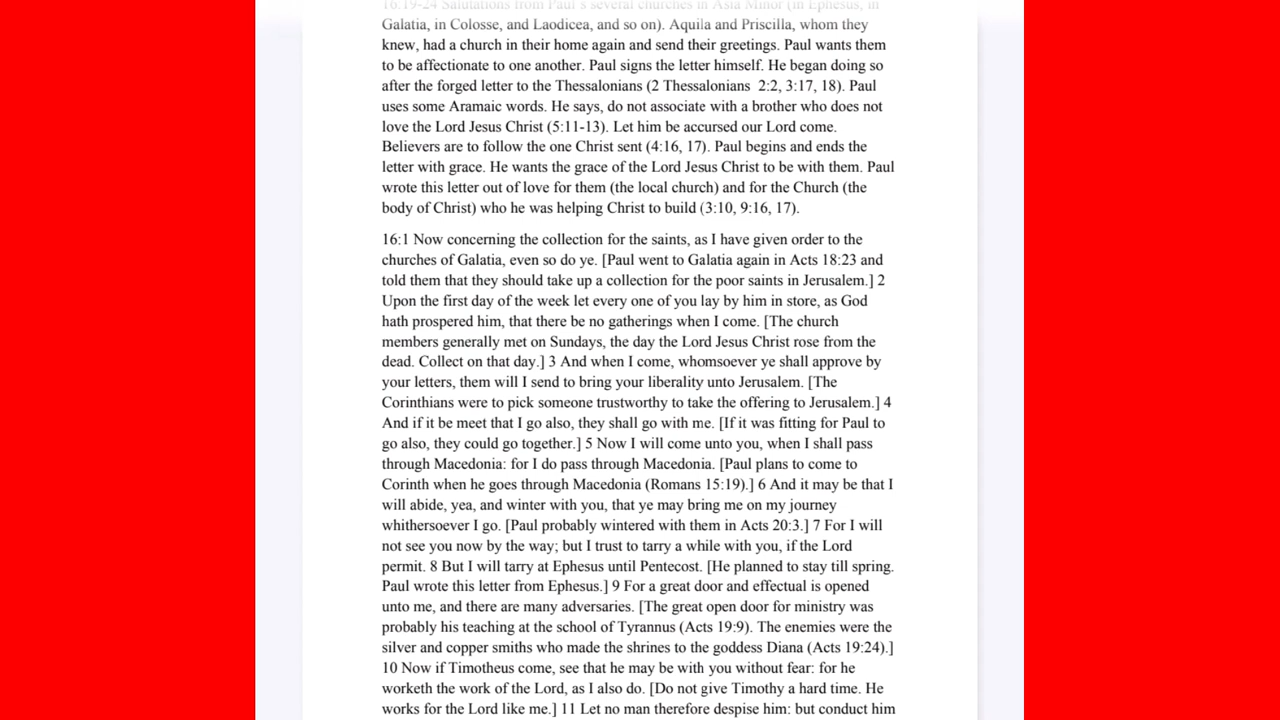 16:19-24 Salutations from Paul's several churches in Asia Minor (in Ephesus, in
Galatia, in Colosse, and Laodicea, and so on). Aquila and Priscilla, whom they
knew, had a church in their home again and send their greetings. Paul wants them
to be affectionate to one another. Paul signs the letter himself. He began doing so
after the forged letter to the Thessalonians (2 Thessalonians  2:2, 3:17, 18). Paul
uses some Aramaic words. He says, do not associate with a brother who does not
love the Lord Jesus Christ (5:11-13). Let him be accursed our Lord come.
Believers are to follow the one Christ sent (4:16, 17). Paul begins and ends the
letter with grace. He wants the grace of the Lord Jesus Christ to be with them. Paul
wrote this letter out of love for them (the local church) and for the Church (the
body of Christ) who he was helping Christ to build (3:10, 9:16, 17).
16:1 Now concerning the collection for the saints, as I have given order to the
churches of Galatia, even so do ye. [Paul went to Galatia again in Acts 18:23 and
told them that they should take up a collection for the poor saints in Jerusalem.] 2
Upon the first day of the week let every one of you lay by him in store, as God
hath prospered him, that there be no gatherings when I come. [The church
members generally met on Sundays, the day the Lord Jesus Christ rose from the
dead. Collect on that day.] 3 And when I come, whomsoever ye shall approve by
your letters, them will I send to bring your liberality unto Jerusalem. [The
Corinthians were to pick someone trustworthy to take the offering to Jerusalem.] 4
And if it be meet that I go also, they shall go with me. [If it was fitting for Paul to
go also, they could go together.] 5 Now I will come unto you, when I shall pass
through Macedonia: for I do pass through Macedonia. [Paul plans to come to
Corinth when he goes through Macedonia (Romans 15:19).] 6 And it may be that I
will abide, yea, and winter with you, that ye may bring me on my journey
whithersoever I go. [Paul probably wintered with them in Acts 20:3.] 7 For I will
not see you now by the way; but I trust to tarry a while with you, if the Lord
permit. 8 But I will tarry at Ephesus until Pentecost. [He planned to stay till spring.
Paul wrote this letter from Ephesus.] 9 For a great door and effectual is opened
unto me, and there are many adversaries. [The great open door for ministry was
probably his teaching at the school of Tyrannus (Acts 19:9). The enemies were the
silver and copper smiths who made the shrines to the goddess Diana (Acts 19:24).]
10 Now if Timotheus come, see that he may be with you without fear: for he
worketh the work of the Lord, as I also do. [Do not give Timothy a hard time. He
works for the Lord like me.] 11 Let no man therefore despise him: but conduct him